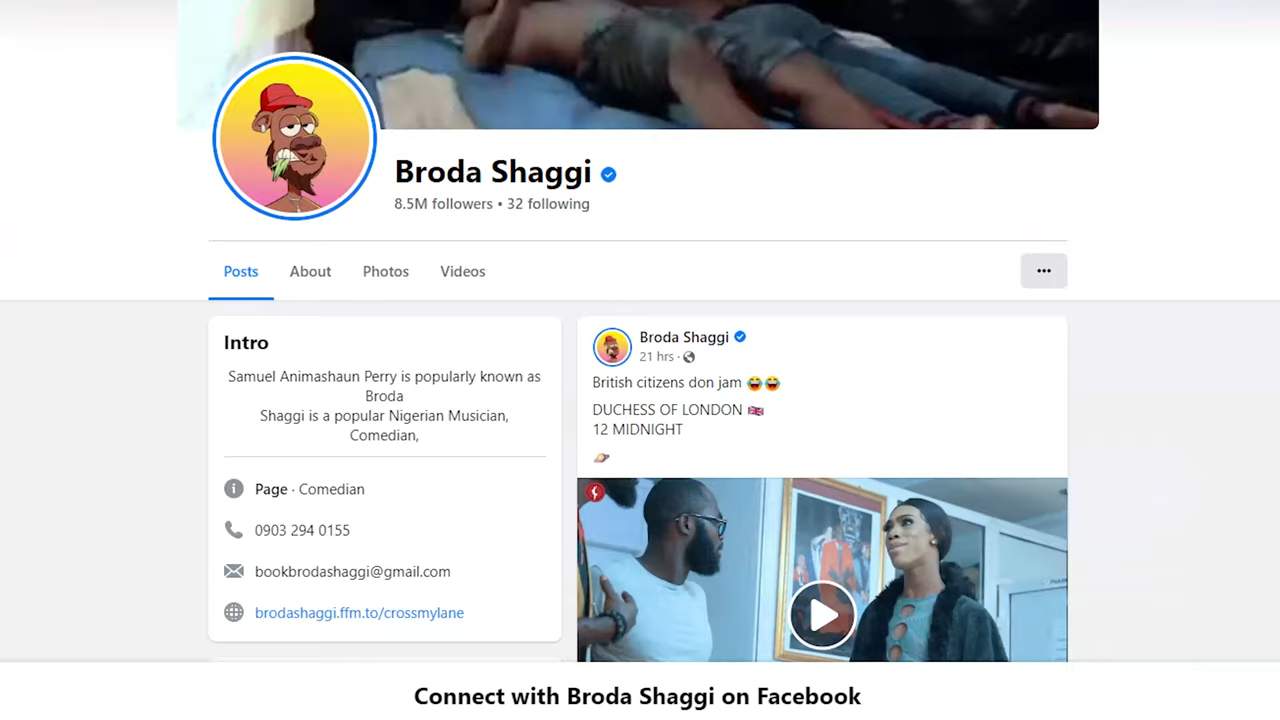 Broda Shaggi
8.5M followers • 32 following
Posts
About
Photos
Videos
Intro
Samuel Animashaun Perry is popularly known as
Broda
Shaggi is a popular Nigerian Musician,
Comedian,
Page · Comedian
0903 294 0155
bookbrodashaggi@gmail.com
brodashaggi.ffm.to/crossmylane
Broda Shaggi
21 hrs ·
British citizens don jam 😂😂
DUCHESS OF LONDON 🇬🇧
12 MIDNIGHT
🪐
Connect with Broda Shaggi on Facebook